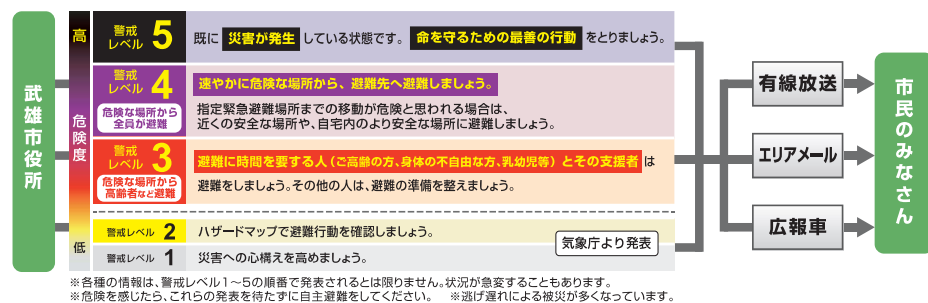 武雄市役所
高
危険度
低
警戒レベル 5
既に 災害が発生 している状態です。 命を守るための最善の行動 をとりましょう。
警戒レベル 4
危険な場所から
全員が避難
速やかに危険な場所から、避難先へ避難しましょう。
指定緊急避難場所までの移動が危険と思われる場合は、
近くの安全な場所や、自宅内のより安全な場所に避難しましょう。
警戒レベル 3
危険な場所から
高齢者など避難
避難に時間を要する人(ご高齢の方、身体の不自由な方、乳幼児等)とその支援者 は
避難をしましょう。その他の人は、避難の準備を整えましょう。
警戒レベル 2
ハザードマップで避難行動を確認しましょう。
警戒レベル 1
災害への心構えを高めましょう。
気象庁より発表
有線放送
エリアメール
広報車
市民のみなさん
※各種の情報は、警戒レベル1~5の順番で発表されるとは限りません。状況が急変することもあります。
※危険を感じたら、これらの発表を待たずに自主避難をしてください。 ※逃げ遅れによる被災が多くなっています。